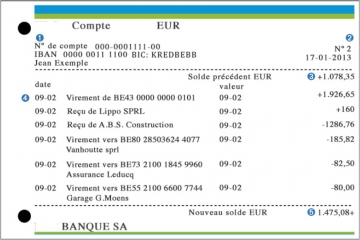 Compte EUR
1 2
N° de compte 000-0001111-00 N° 2
IBAN 0000 0011 1100 BIC: KREDBEBB 17-01-2013
Jean Exemple
Solde précédent EUR 3 +1.078,35
valeur
4 09-02 Virement de BE43 0000 0000 0101 09-02 +1.926,65
09-02 Reçu de Lippo SPRL 09-02 +160
09-02 Reçu de A.B.S. Construction 09-02 -1286,76
09-02 Virement vers BE80 28503624 4077 09-02 -185,82
Vanhoutte sprl
09-02 Virement vers BE73 2100 1845 9960 09-02 -82,50
Assurance Leducq
09-02 Virement vers BE55 2100 6600 7744 09-02 -80,00
Garage G.Moens
Nouveau solde EUR 5 1.475,08+
BANQUE SA